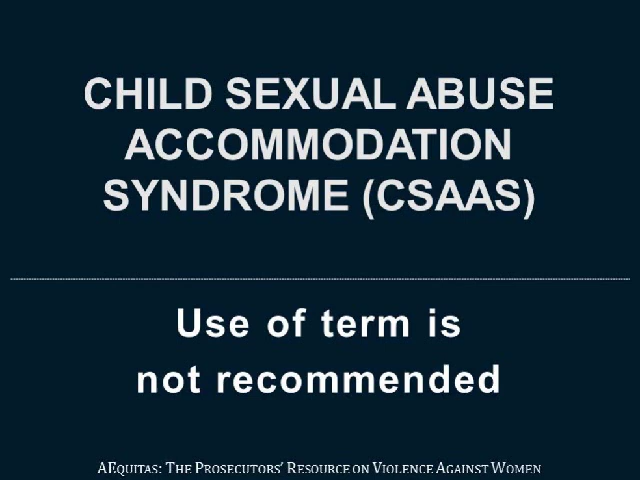 CHILD SEXUAL ABUSE
ACCOMMODATION
SYNDROME (CSAAS)
Use of term is
not recommended
AEQUITAS: THE PROSECUTORS' RESOURCE ON VIOLENCE AGAINST WOMEN